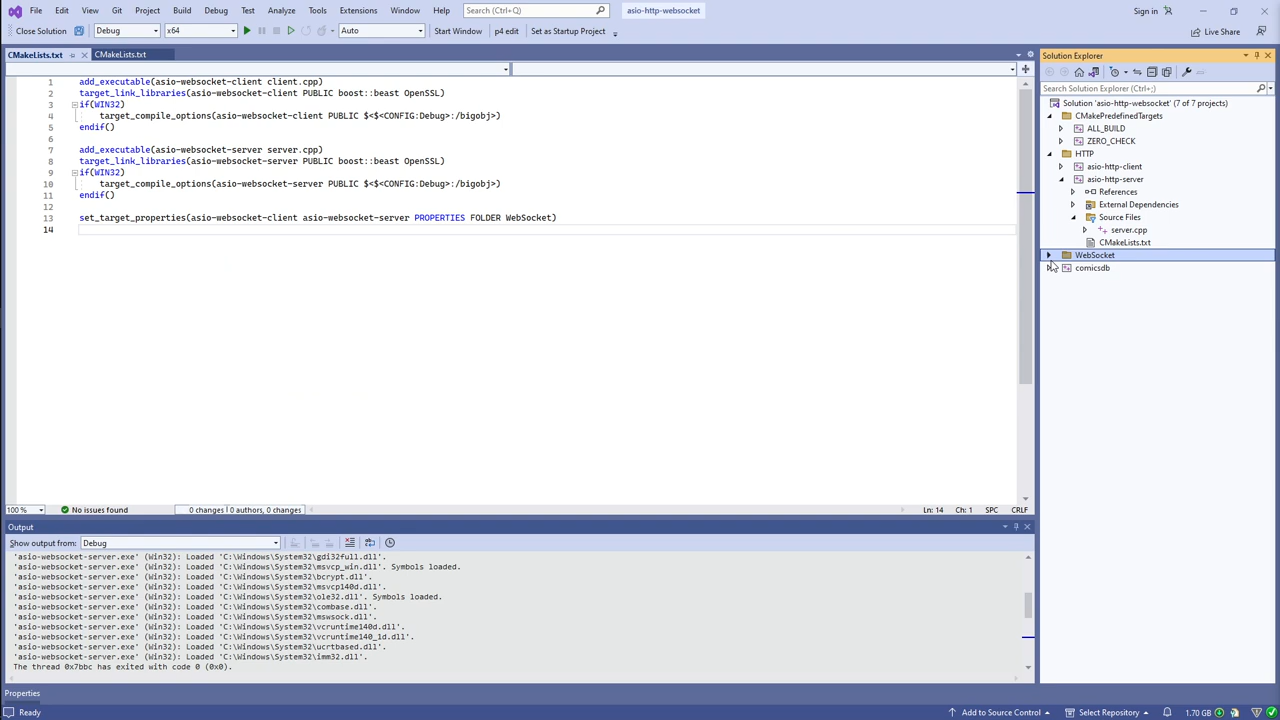 File Edit View Git Project Build Debug Test Analyze Tools Extensions Window Help Search (Ctrl+Q) asio-http-websocket Sign in
Close Solution Debug x64 Auto Start Window p4 edit Set as Startup Project Live Share
CMakeLists.txt CMakeLists.txt
1 add_executable(asio-websocket-client client.cpp)
2 target_link_libraries(asio-websocket-client PUBLIC boost::beast OpenSSL)
3 if(WIN32)
4 target_compile_options(asio-websocket-client PUBLIC $<$<CONFIG:Debug>:/bigobj>)
5 endif()
6
7 add_executable(asio-websocket-server server.cpp)
8 target_link_libraries(asio-websocket-server PUBLIC boost::beast OpenSSL)
9 if(WIN32)
10 target_compile_options(asio-websocket-server PUBLIC $<$<CONFIG:Debug>:/bigobj>)
11 endif()
12
13 set_target_properties(asio-websocket-client asio-websocket-server PROPERTIES FOLDER WebSocket)
14
100 % No issues found 0 changes | 0 authors, 0 changes Ln: 14 Ch: 1 SPC CRLF
Output
Show output from: Debug
'asio-websocket-server.exe' (Win32): Loaded 'C:\Windows\System32\gdi32full.dll'.
'asio-websocket-server.exe' (Win32): Loaded 'C:\Windows\System32\msvcp_win.dll'. Symbols loaded.
'asio-websocket-server.exe' (Win32): Loaded 'C:\Windows\System32\bcrypt.dll'.
'asio-websocket-server.exe' (Win32): Loaded 'C:\Windows\System32\msvcp140d.dll'.
'asio-websocket-server.exe' (Win32): Loaded 'C:\Windows\System32\ole32.dll'. Symbols loaded.
'asio-websocket-server.exe' (Win32): Loaded 'C:\Windows\System32\combase.dll'.
'asio-websocket-server.exe' (Win32): Loaded 'C:\Windows\System32\mswsock.dll'.
'asio-websocket-server.exe' (Win32): Loaded 'C:\Windows\System32\vcruntime140d.dll'.
'asio-websocket-server.exe' (Win32): Loaded 'C:\Windows\System32\vcruntime140_1d.dll'.
'asio-websocket-server.exe' (Win32): Loaded 'C:\Windows\System32\ucrtbased.dll'.
'asio-websocket-server.exe' (Win32): Loaded 'C:\Windows\System32\imm32.dll'.
The thread 0x7bbc has exited with code 0 (0x0).
Properties
Solution Explorer
Search Solution Explorer (Ctrl+;)
Solution 'asio-http-websocket' (7 of 7 projects)
CMakePredefinedTargets
ALL_BUILD
ZERO_CHECK
HTTP
asio-http-client
asio-http-server
References
External Dependencies
Source Files
server.cpp
CMakeLists.txt
WebSocket
comicsdb
Ready Add to Source Control Select Repository 1.70 GB